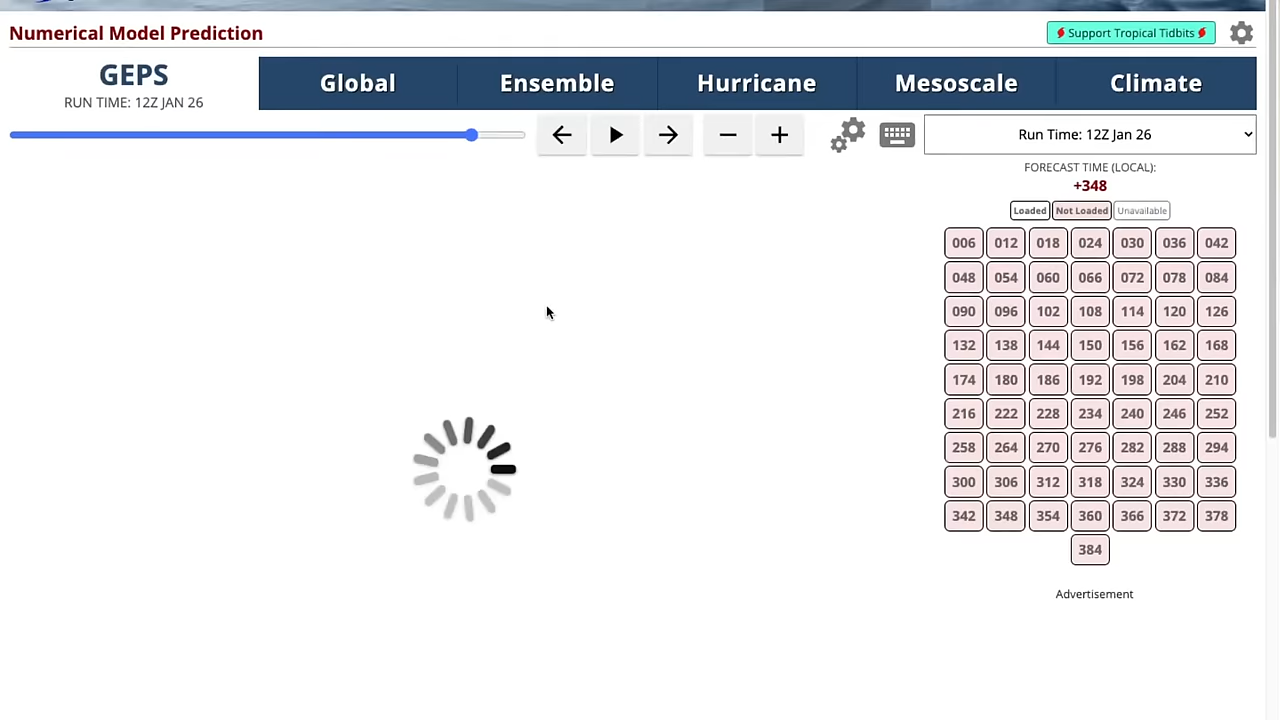 Numerical Model Prediction
Support Tropical Tidbits
GEPS
RUN TIME: 12Z JAN 26
Global
Ensemble
Hurricane
Mesoscale
Climate
Run Time: 12Z Jan 26
FORECAST TIME (LOCAL):
+348
Loaded Not Loaded Unavailable
006 012 018 024 030 036 042
048 054 060 066 072 078 084
090 096 102 108 114 120 126
132 138 144 150 156 162 168
174 180 186 192 198 204 210
216 222 228 234 240 246 252
258 264 270 276 282 288 294
300 306 312 318 324 330 336
342 348 354 360 366 372 378
384
Advertisement